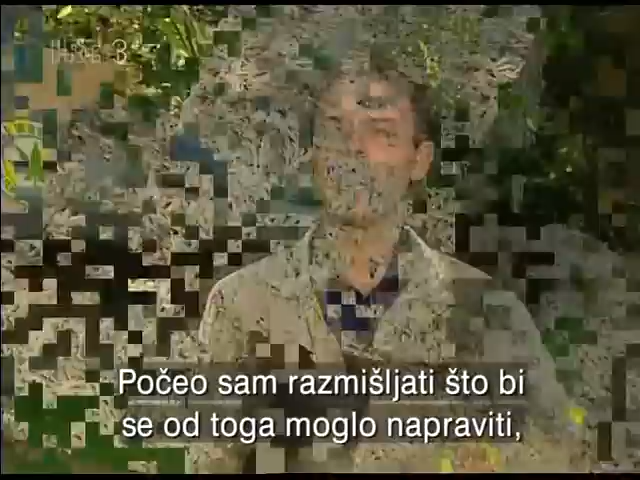 Počeo sam razmišljati što bi
se od toga moglo napraviti,